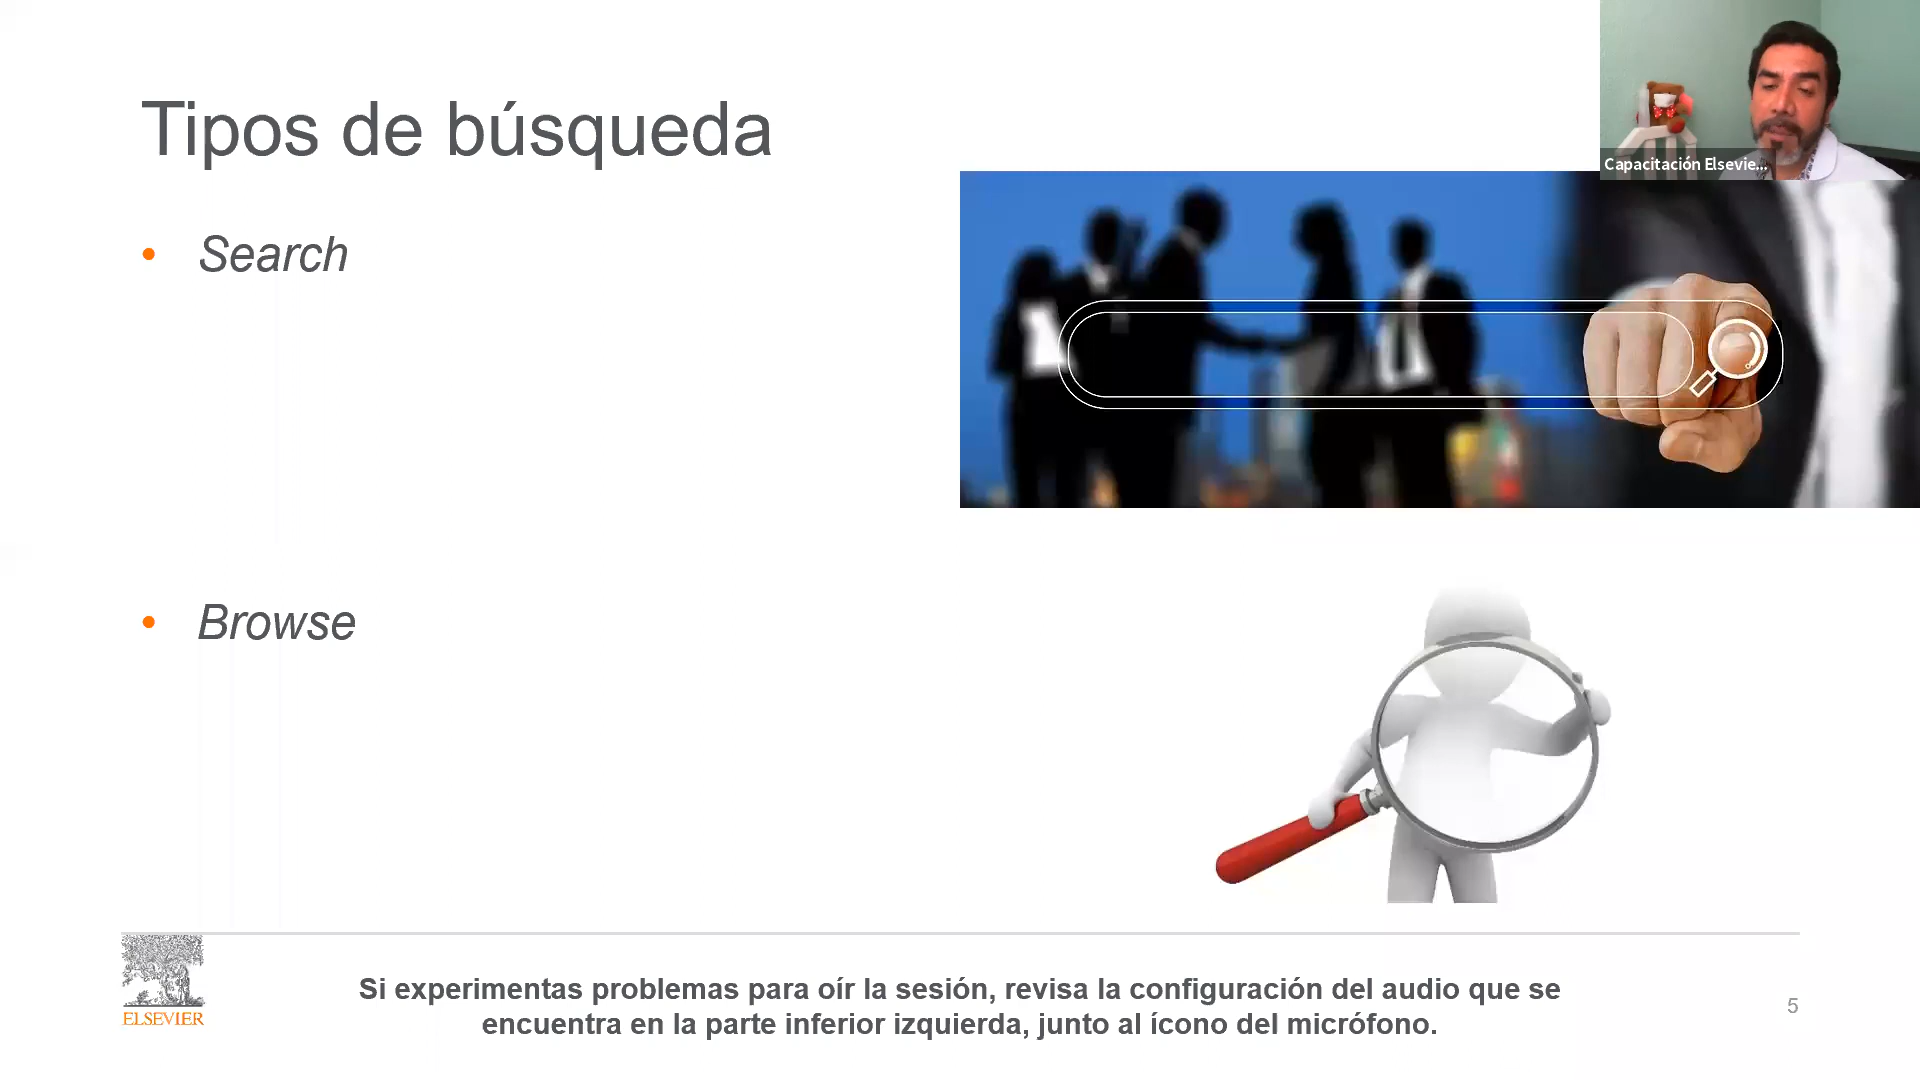 Tipos de búsqueda
Capacitación Elsevie...
• Search
• Browse
ELSEVIER
Si experimentas problemas para oír la sesión, revisa la configuración del audio que se
encuentra en la parte inferior izquierda, junto al ícono del micrófono.
5